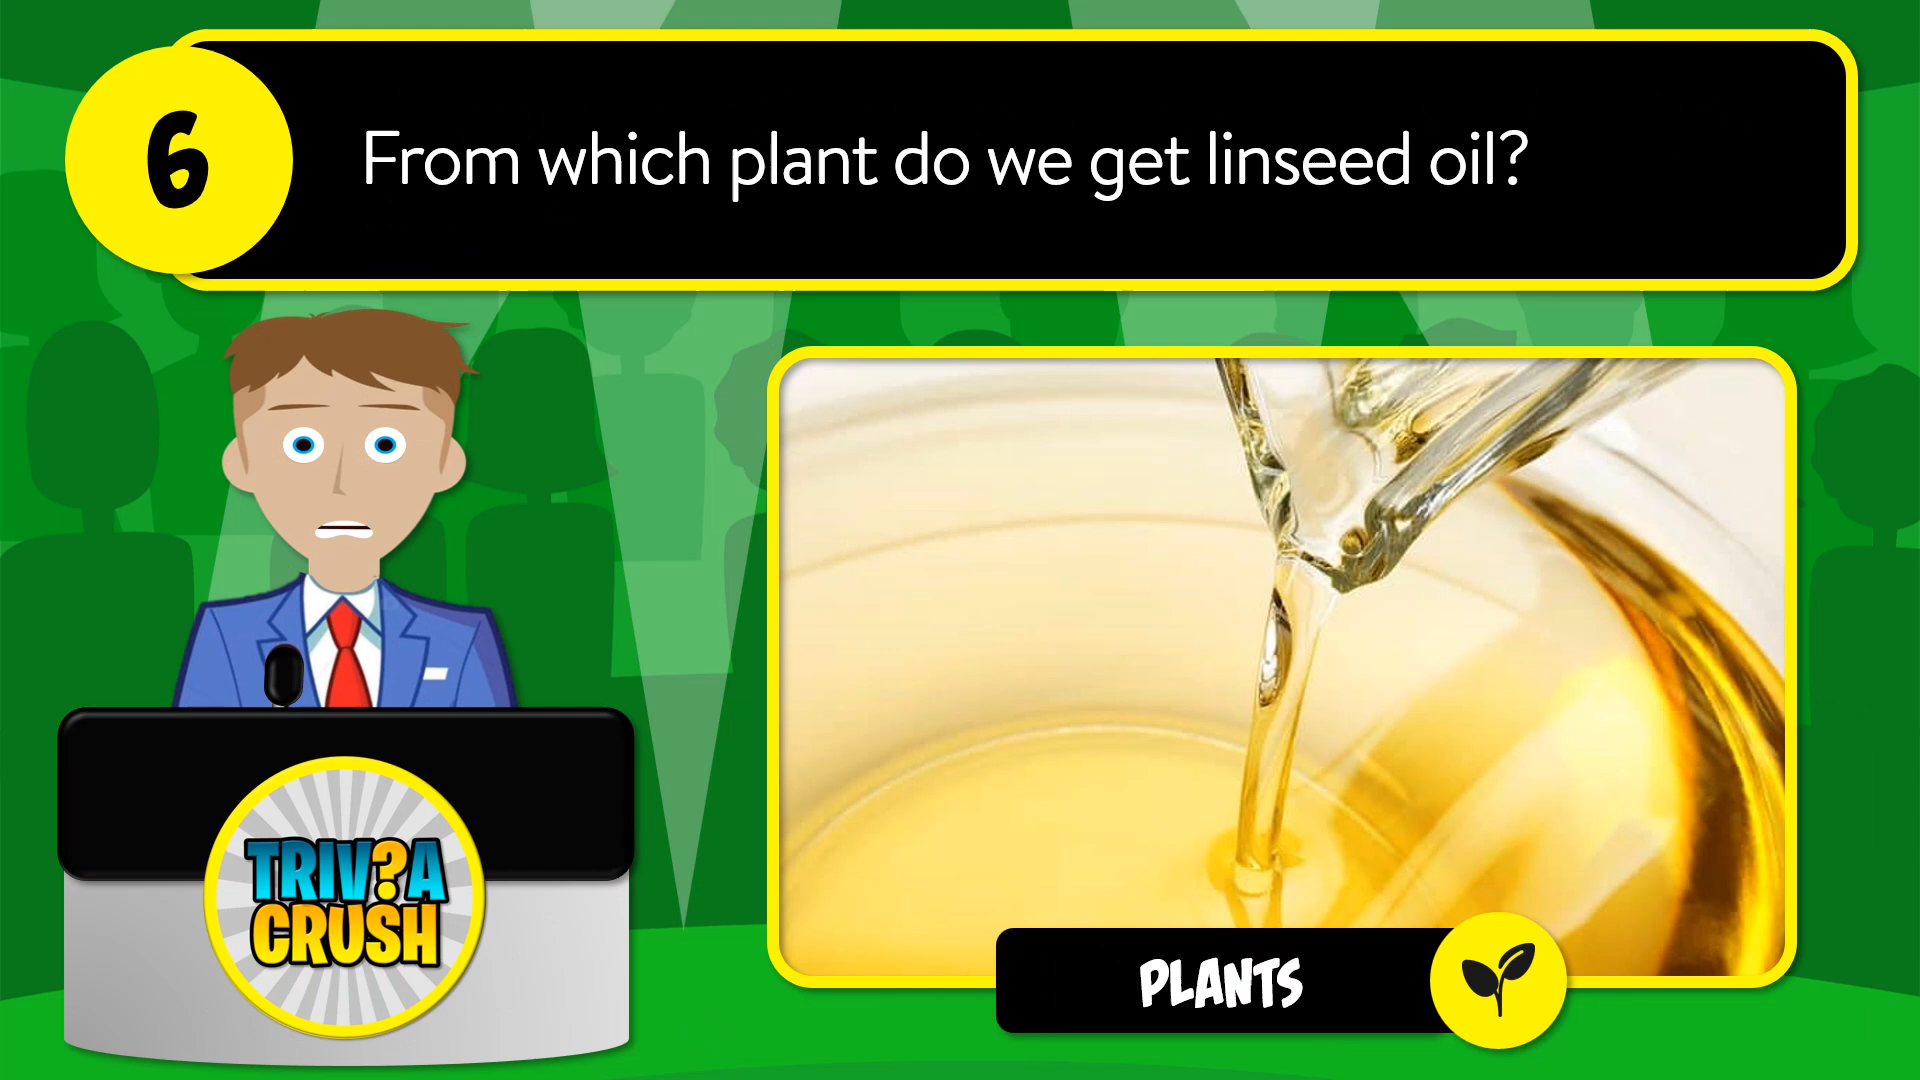 6
From which plant do we get linseed oil?
TRIV?A
CRUSH
PLANTS